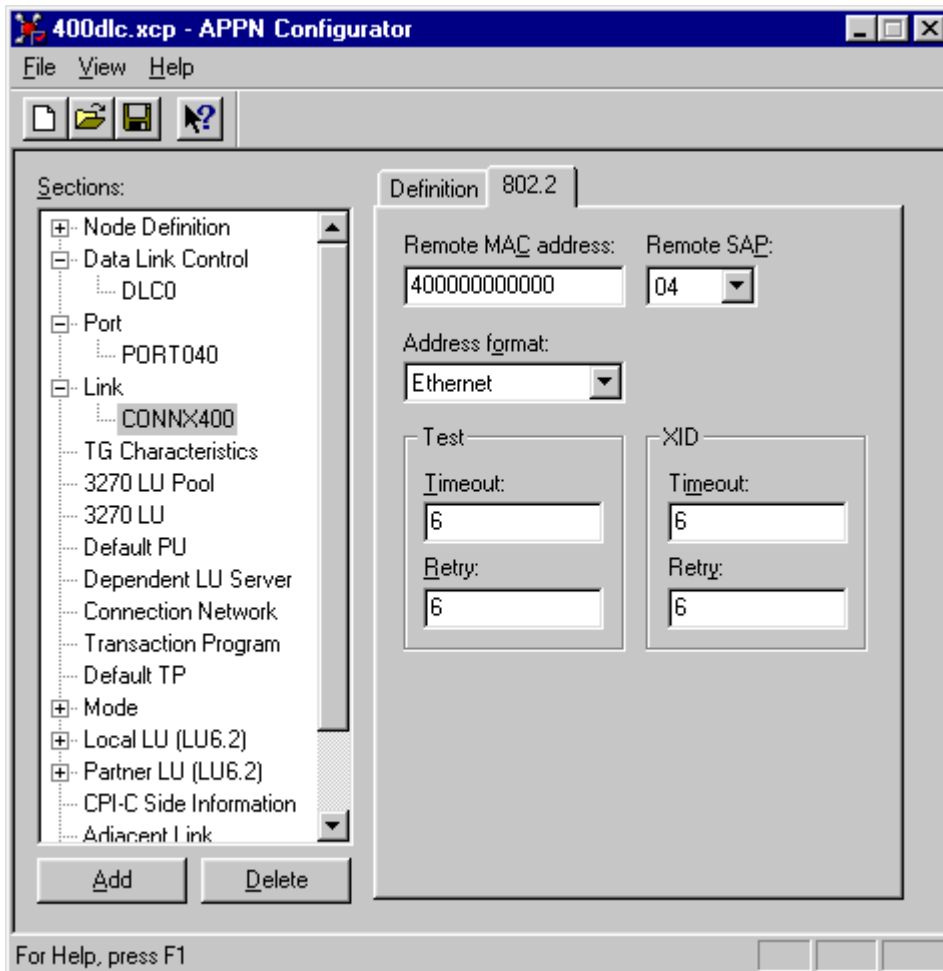 400dlc.xcp - APPN Configurator
File View Help
Sections:
Node Definition
Data Link Control
DLC0
Port
PORT040
Link
CONNX400
TG Characteristics
3270 LU Pool
3270 LU
Default PU
Dependent LU Server
Connection Network
Transaction Program
Default TP
Mode
Local LU (LU6.2)
Partner LU (LU6.2)
CPI-C Side Information
Adjacent Link
Add Delete
Definition 802.2
Remote MAC address: Remote SAP:
400000000000 04
Address format:
Ethernet
Test XID
Timeout: Timeout:
6 6
Retry: Retry:
6 6
For Help, press F1